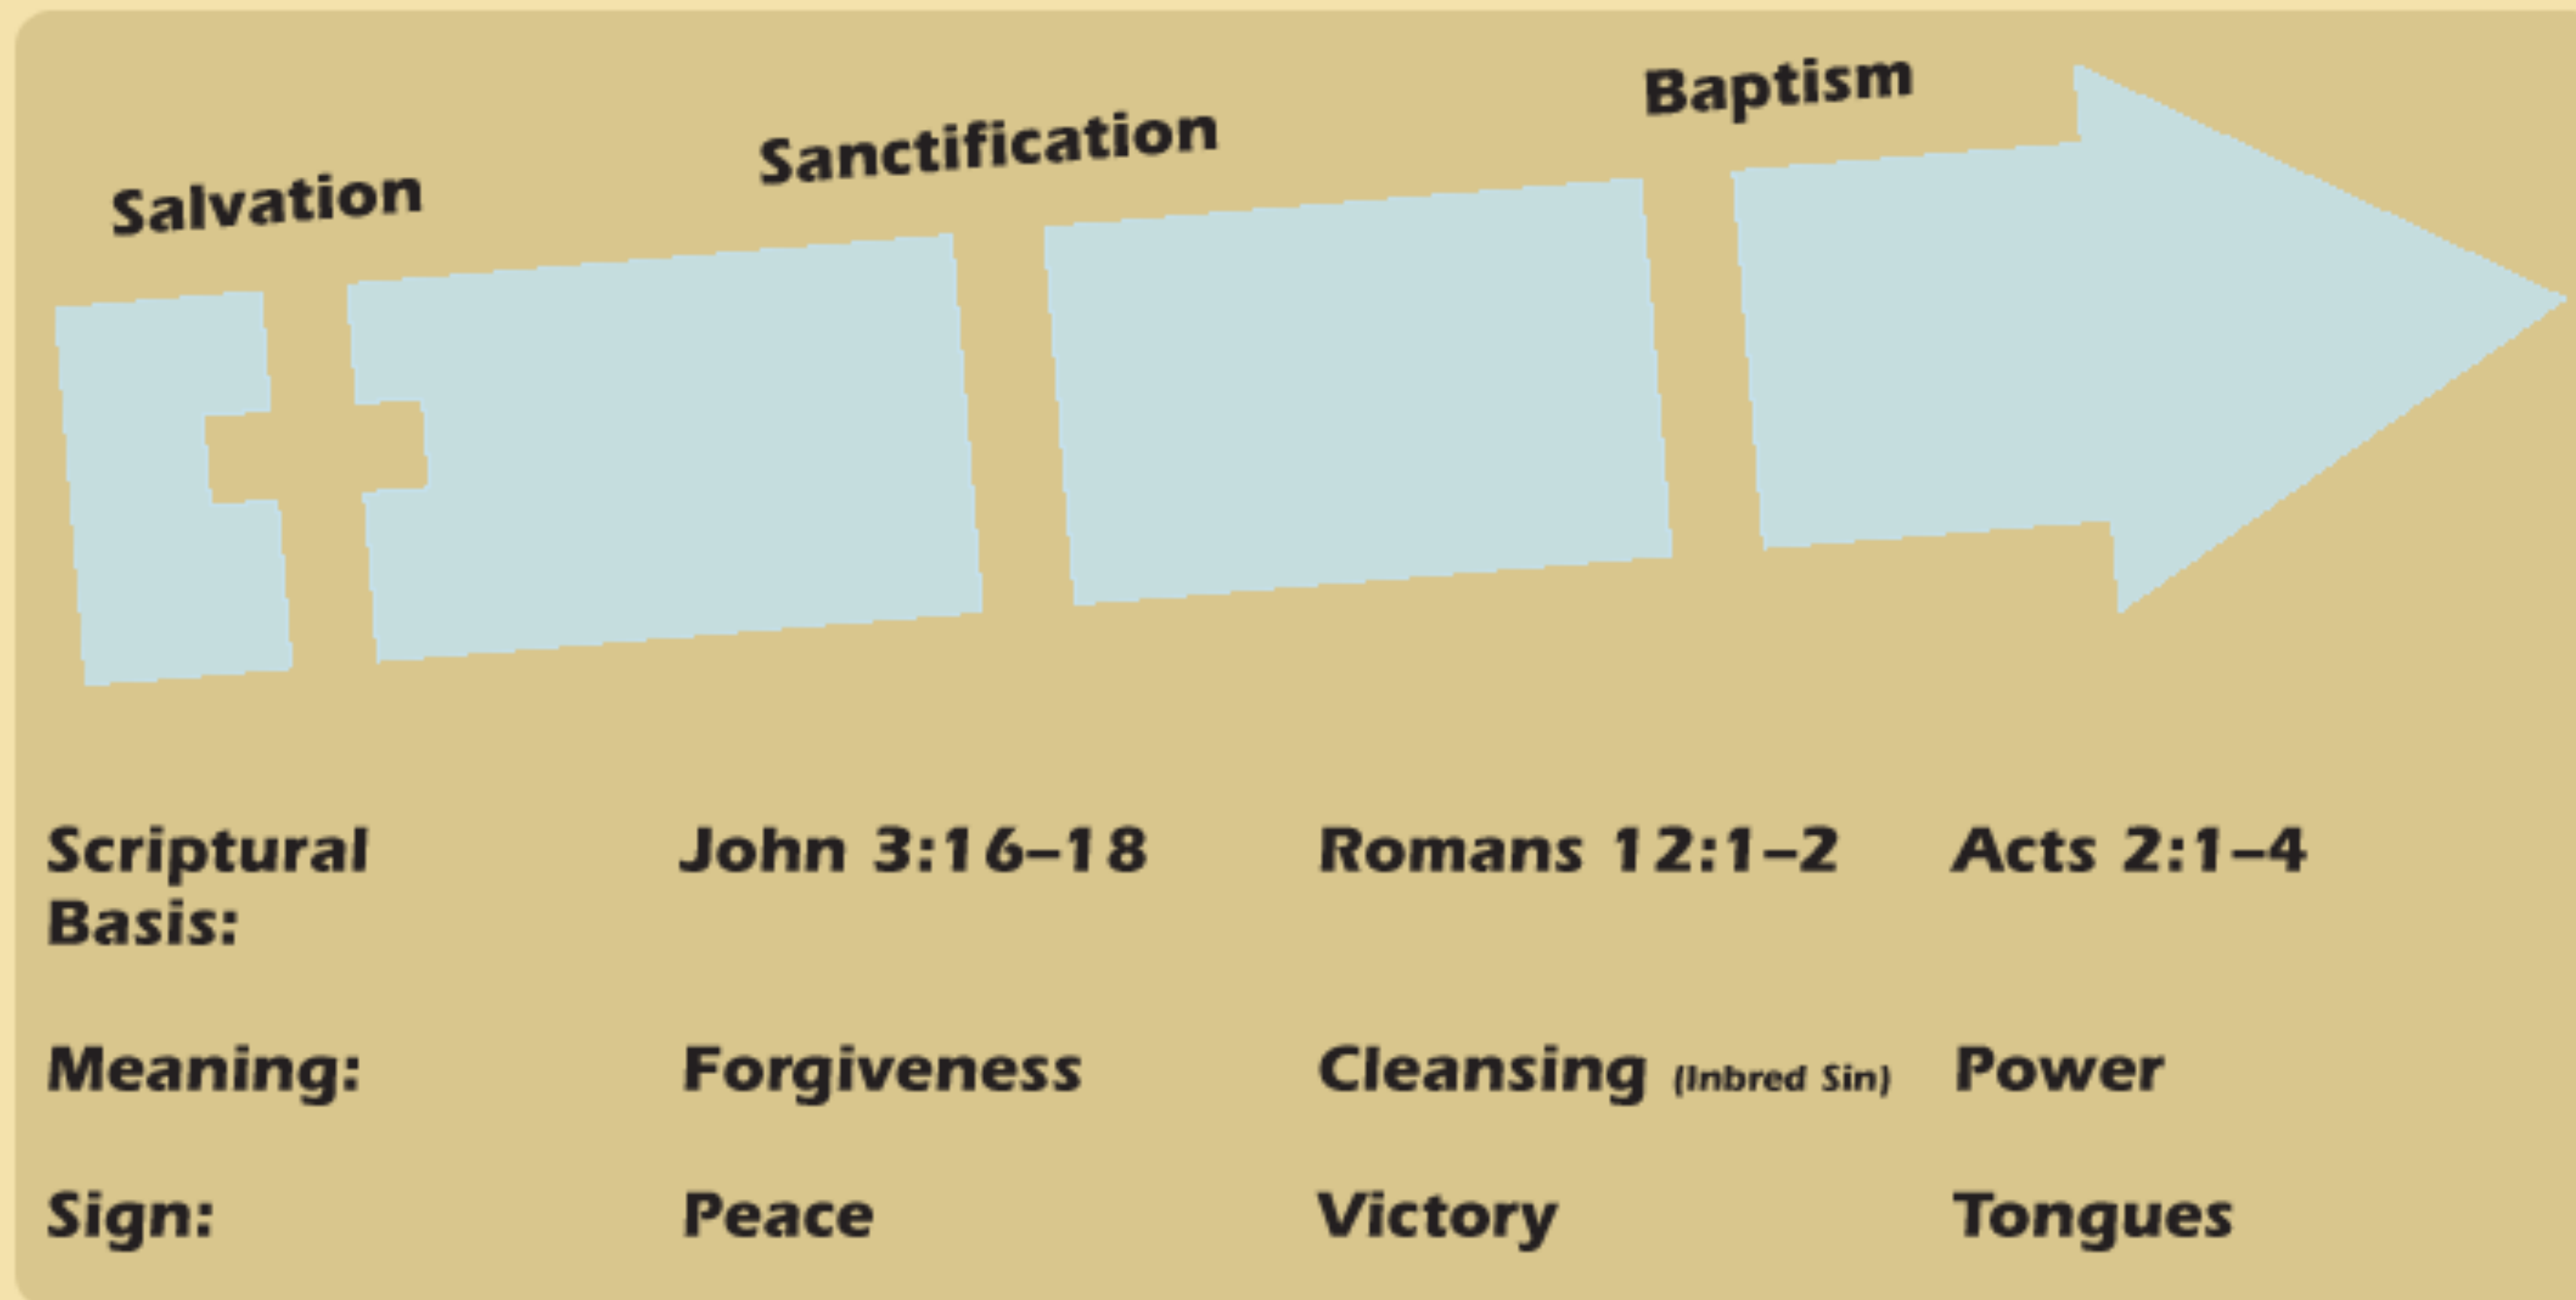 Salvation
Sanctification
Baptism
Scriptural Basis:
John 3:16–18
Romans 12:1–2
Acts 2:1–4
Meaning:
Forgiveness
Cleansing (Inbred Sin)
Power
Sign:
Peace
Victory
Tongues